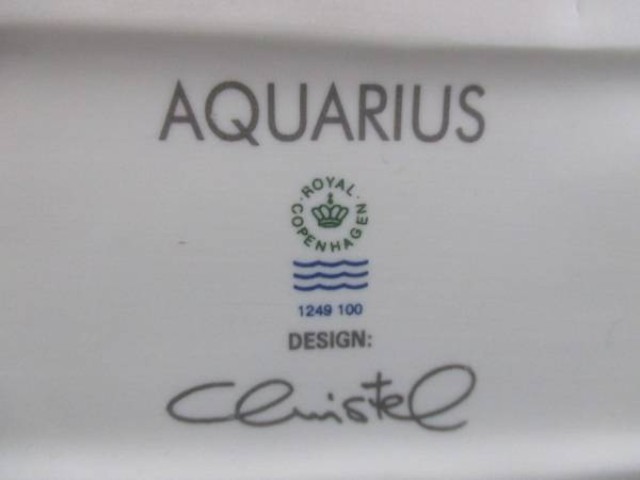 AQUARIUS
ROYAL COPENHAGEN
1249 100
DESIGN:
Christel